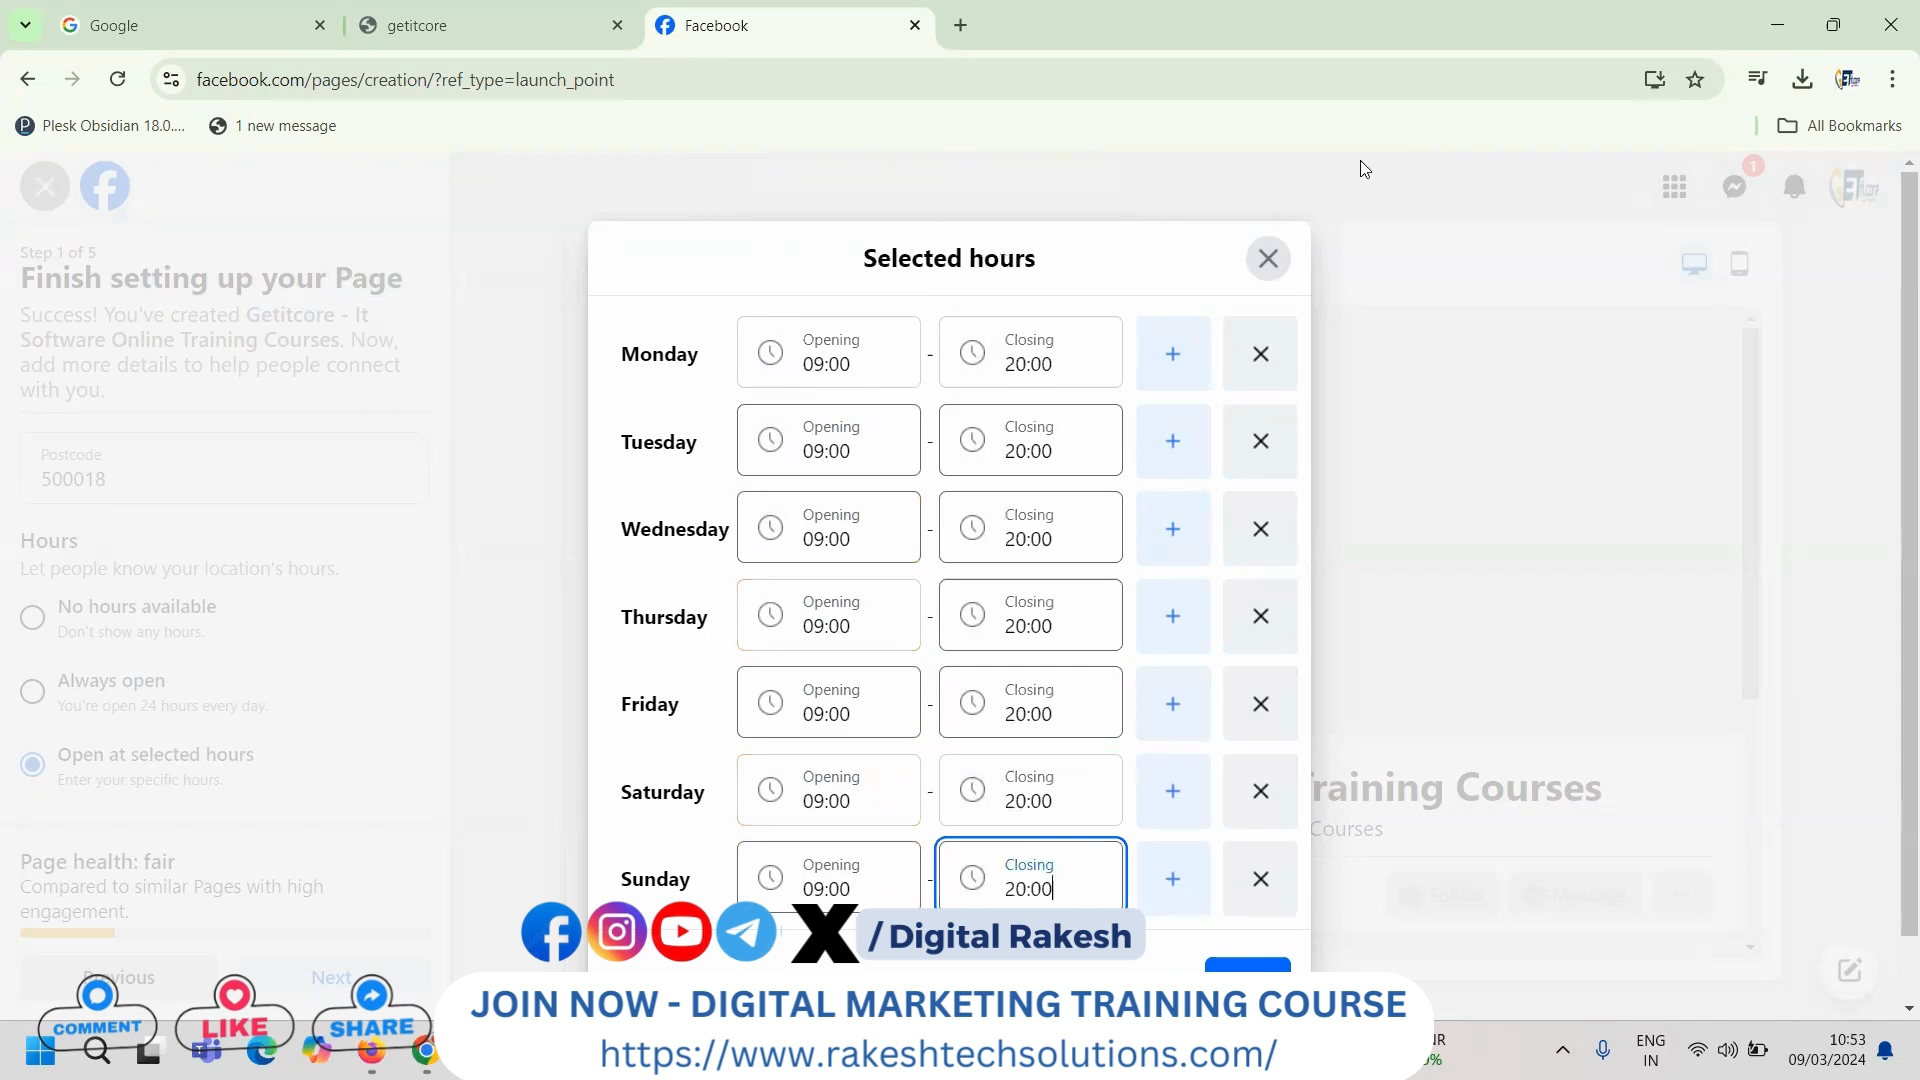 Google
getitcore
Facebook
facebook.com/pages/creation/?ref_type=launch_point
Plesk Obsidian 18.0....
1 new message
All Bookmarks
1
Step 1 of 5
Finish setting up your Page
Success! You've created Getitcore - It
Software Online Training Courses. Now,
add more details to help people connect
with you.
Postcode
500018
Hours
Let people know your location's hours.
No hours available
Don't show any hours.
Always open
You're open 24 hours every day.
Open at selected hours
Enter your specific hours.
Page health: fair
Compared to similar Pages with high
engagement.
Next
Selected hours
Monday Opening 09:00 - Closing 20:00
Tuesday Opening 09:00 - Closing 20:00
Wednesday Opening 09:00 - Closing 20:00
Thursday Opening 09:00 - Closing 20:00
Friday Opening 09:00 - Closing 20:00
Saturday Opening 09:00 - Closing 20:00
Sunday Opening 09:00 - Closing 20:00
Training Courses
Courses
/ Digital Rakesh
COMMENT
LIKE
SHARE
JOIN NOW - DIGITAL MARKETING TRAINING COURSE
https://www.rakeshtechsolutions.com/
ENG
IN
10:53
09/03/2024